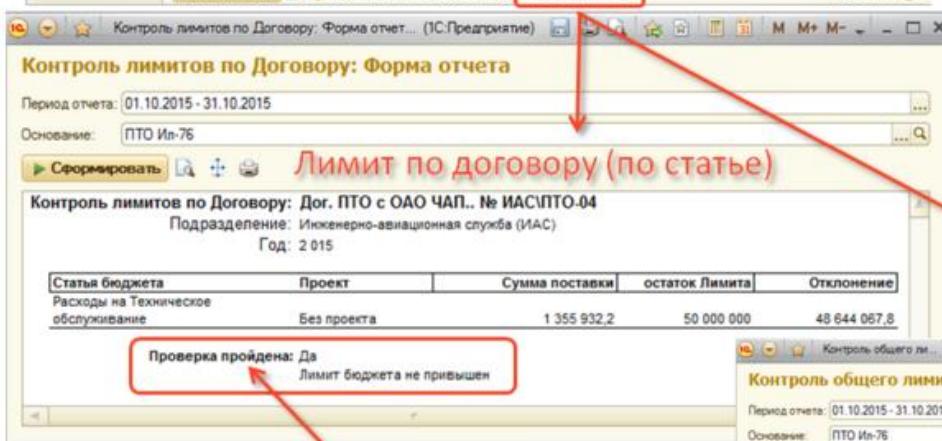 Контроль лимитов по Договору: Форма отчет... (1С:Предприятие) M M+ M-
Контроль лимитов по Договору: Форма отчета
Период отчета: 01.10.2015 - 31.10.2015 ...
Основание: ПТО Ил-76 ...
Сформировать
Лимит по договору (по статье)
Контроль лимитов по Договору: Дог. ПТО с ОАО ЧАП.. № ИАС\ПТО-04
Подразделение: Инженерно-авиационная служба (ИАС)
Год: 2 015
Статья бюджета Проект Сумма поставки остаток Лимита Отклонение
Расходы на Техническое
обслуживание Без проекта 1 355 932,2 50 000 000 48 644 067,8
Проверка пройдена: Да
Лимит бюджета не привышен
Контроль общего ли...
Контроль общего лими
Период отчета: 01.10.2015 - 31.10.201
Основание: ПТО Ил-76